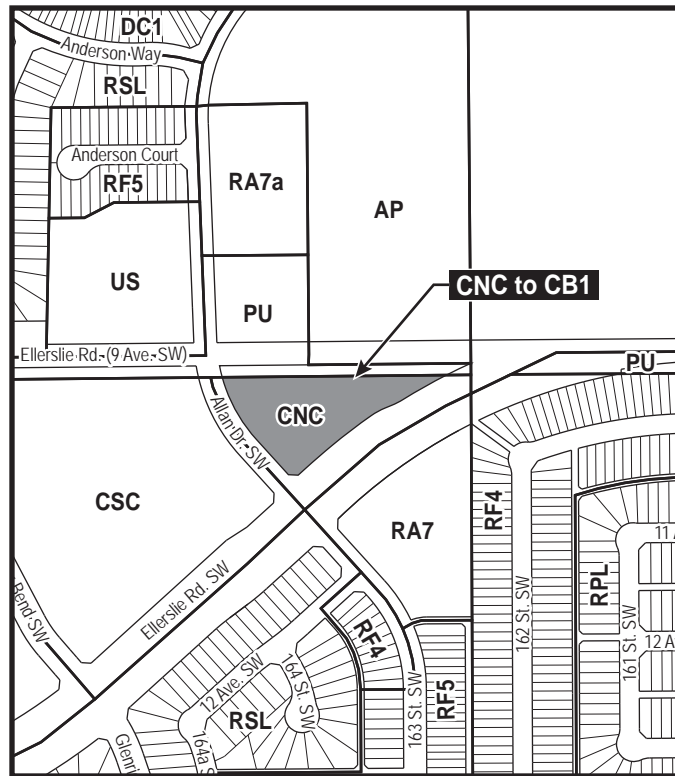 DC1
Anderson Way
RSL
Anderson Court
RF5
RA7a
AP
US
PU
CNC to CB1
Ellerslie Rd. (9 Ave. SW)
PU
CNC
Allan Dr. SW
CSC
RF4
RA7
Ellerslie Rd. SW
162 St. SW
RPL
161 St. SW
Bend SW
RF4
12 Ave. SW
164 St. SW
163 St. SW
RF5
RSL